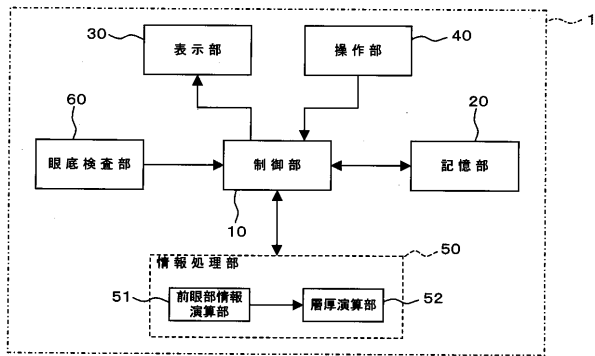 1
30
表示部
40
操作部
60
眼底検査部
制御部
10
20
記憶部
50
情報処理部
51
前眼部情報
演算部
層厚演算部
52